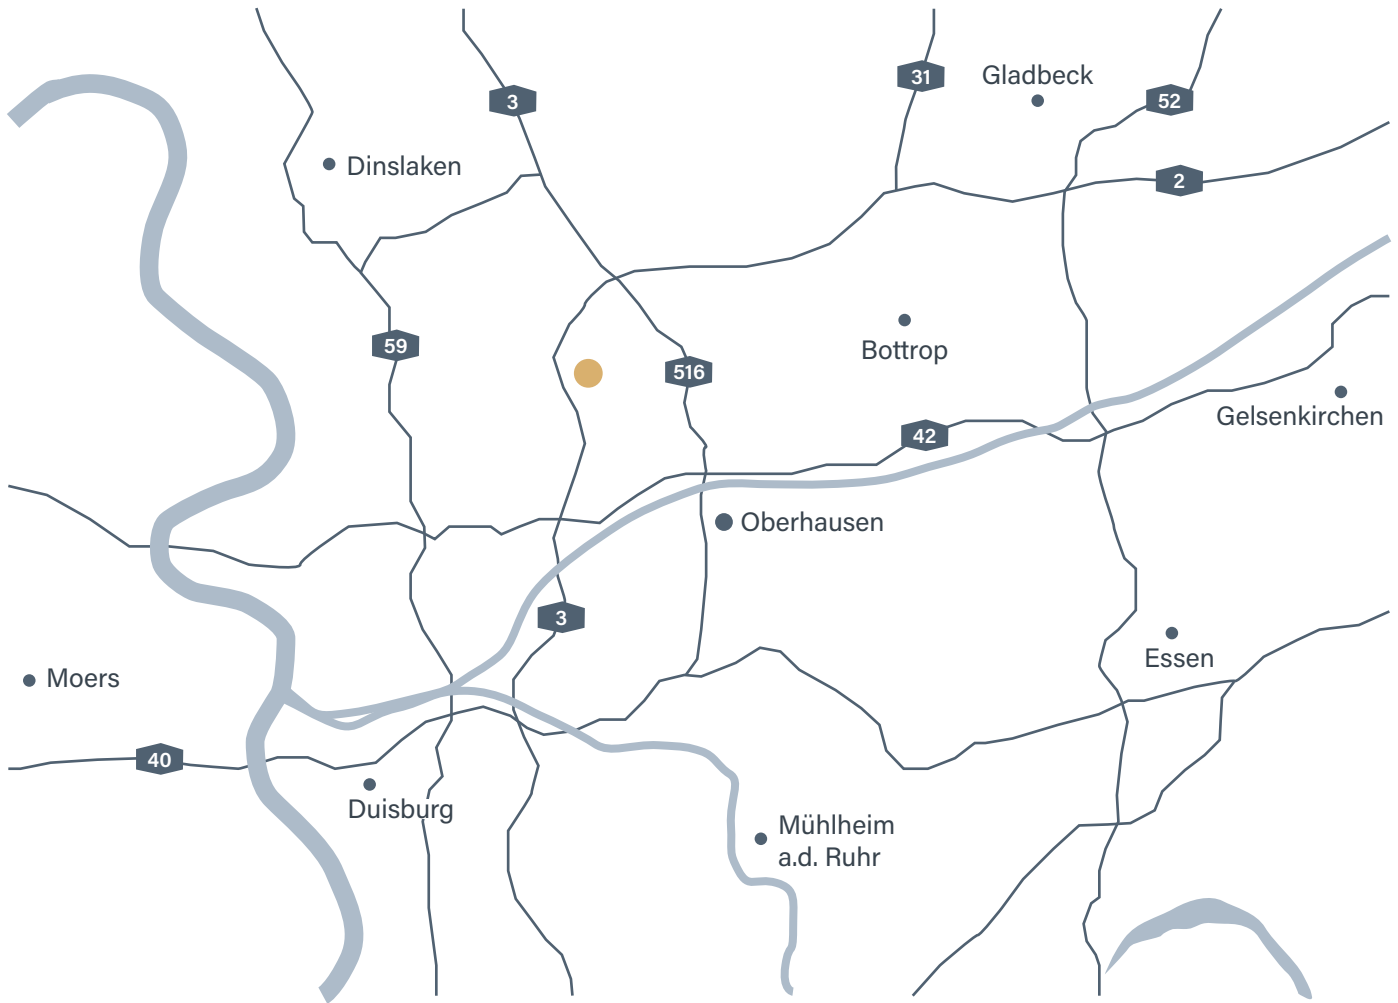 31
Gladbeck
3
52
Dinslaken
2
59
Bottrop
516
Gelsenkirchen
42
Oberhausen
3
Essen
Moers
40
Duisburg
Mühlheim
a.d. Ruhr